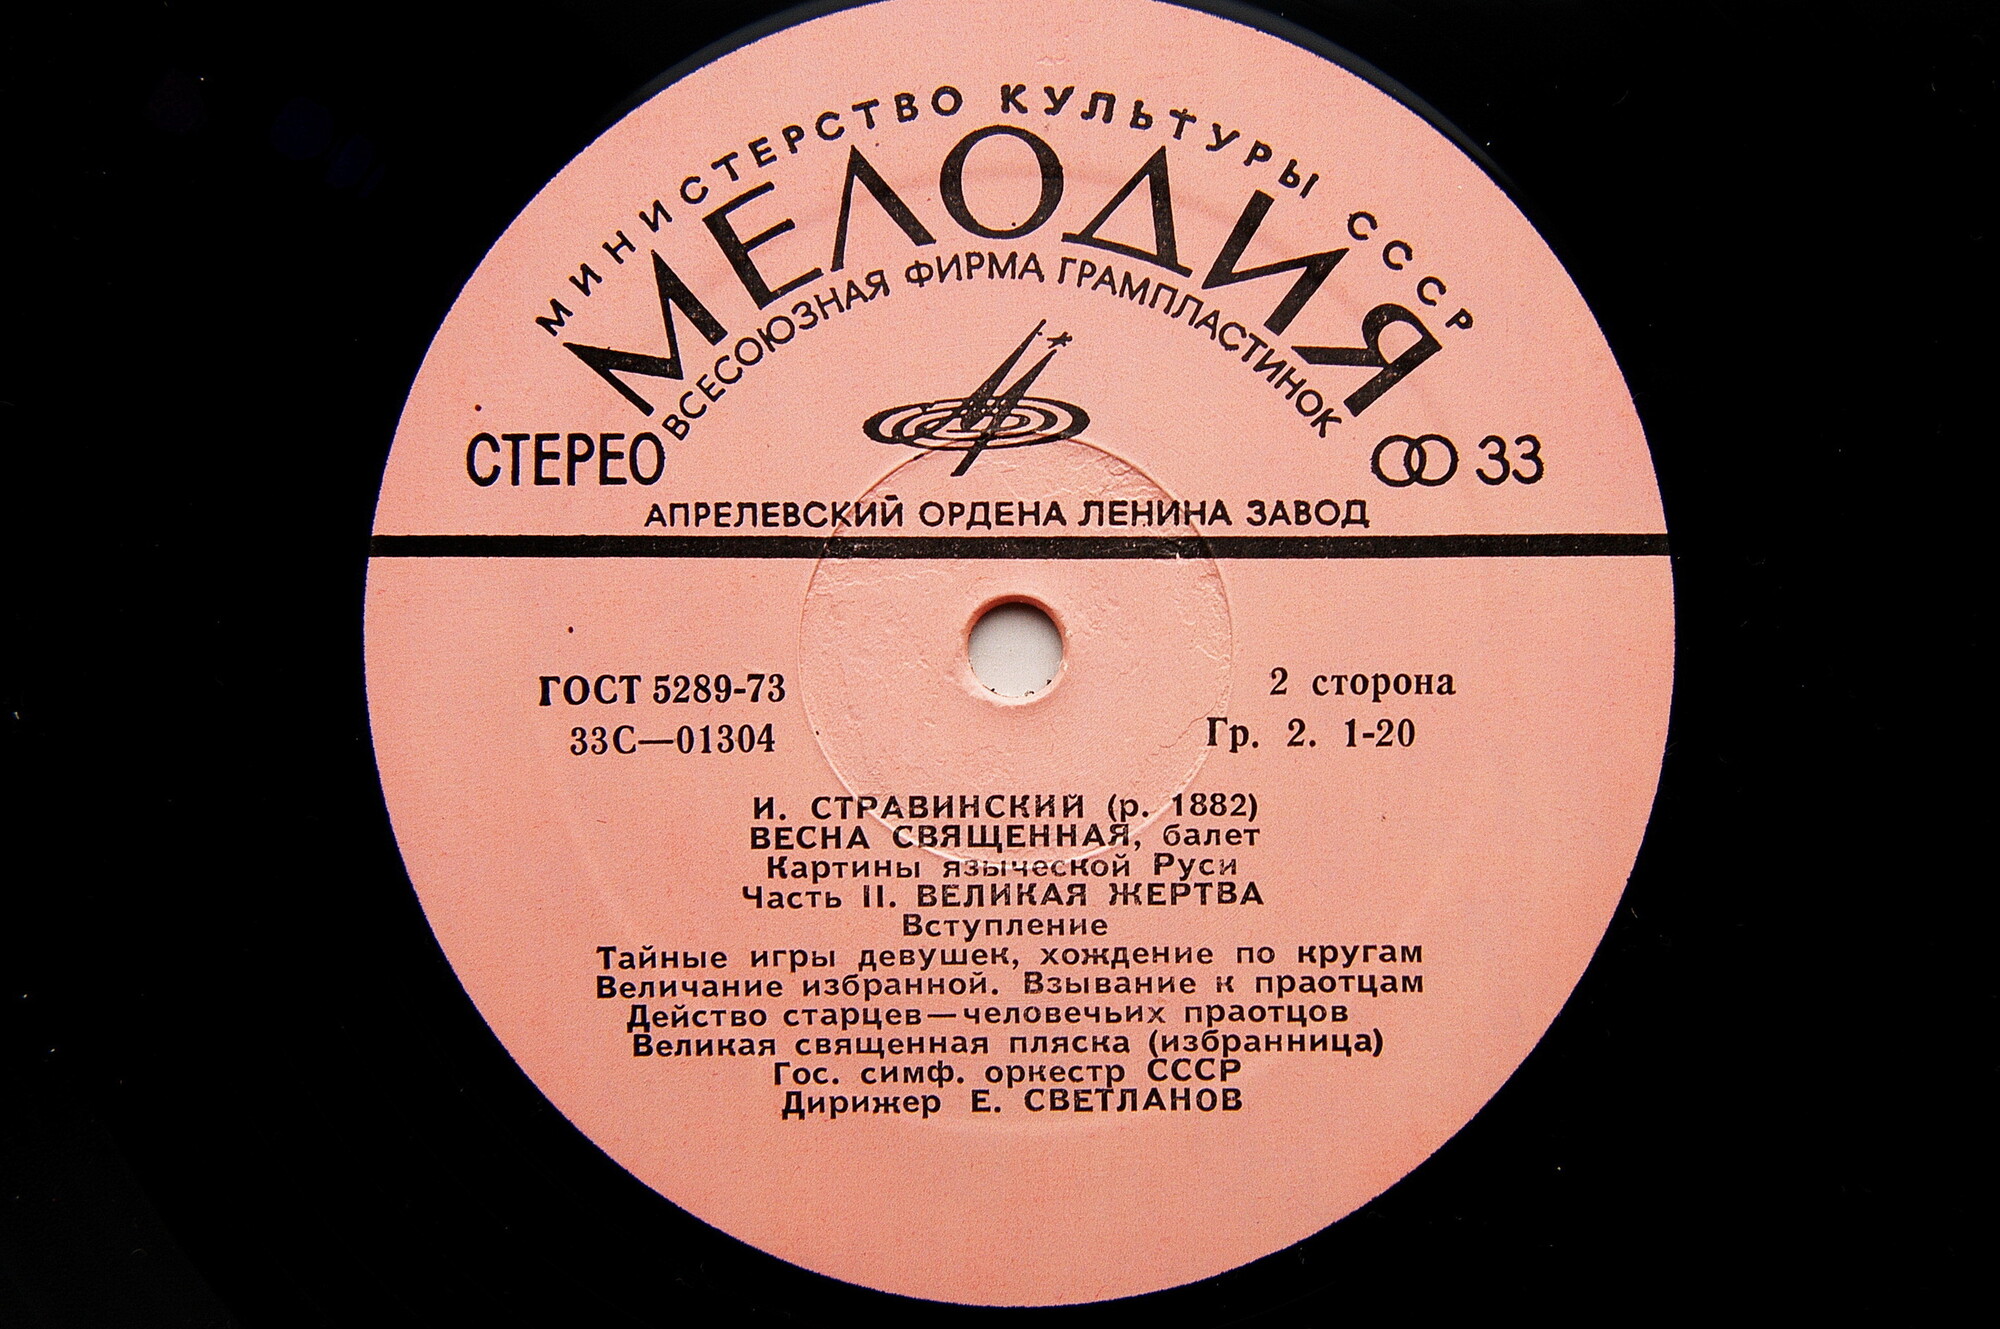 МИНИСТЕРСТВО КУЛЬТУРЫ СССР
МЕЛОДИЯ
ВСЕСОЮЗНАЯ ФИРМА ГРАМПЛАСТИНОК
СТЕРЕО
33
АПРЕЛЕВСКИЙ ОРДЕНА ЛЕНИНА ЗАВОД
ГОСТ 5289-73
33С—01304
2 сторона
Гр. 2. 1-20
И. СТРАВИНСКИЙ (р. 1882)
ВЕСНА СВЯЩЕННАЯ, балет
Картины языческой Руси
Часть II. ВЕЛИКАЯ ЖЕРТВА
Вступление
Тайные игры девушек, хождение по кругам
Величание избранной. Взывание к праотцам
Действо старцев—человечьих праотцов
Великая священная пляска (избранница)
Гос. симф. оркестр СССР
Дирижер Е. СВЕТЛАНОВ